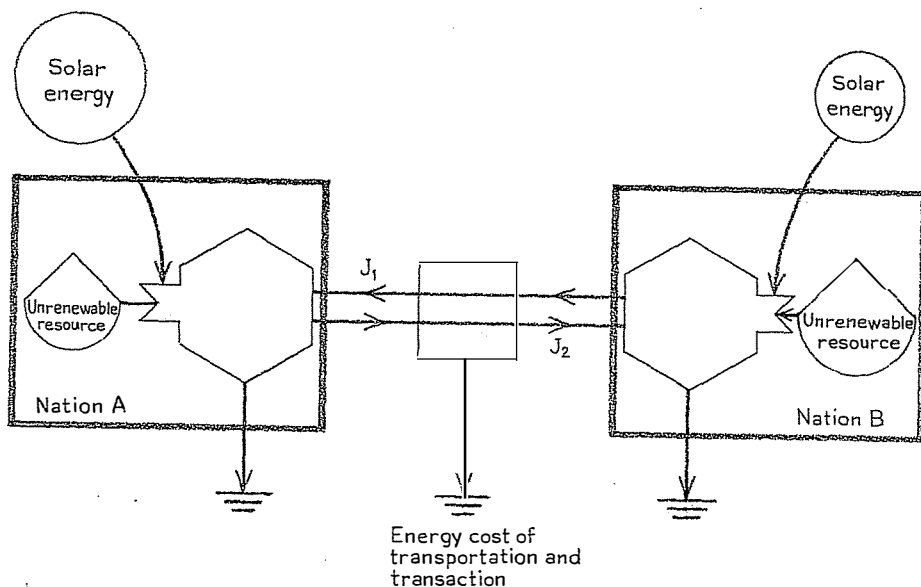 Solar
energy
Solar
energy
J₁
Unrenewable
resource
Unrenewable
resource
J₂
Nation A
Nation B
Energy cost of
transportation and
transaction